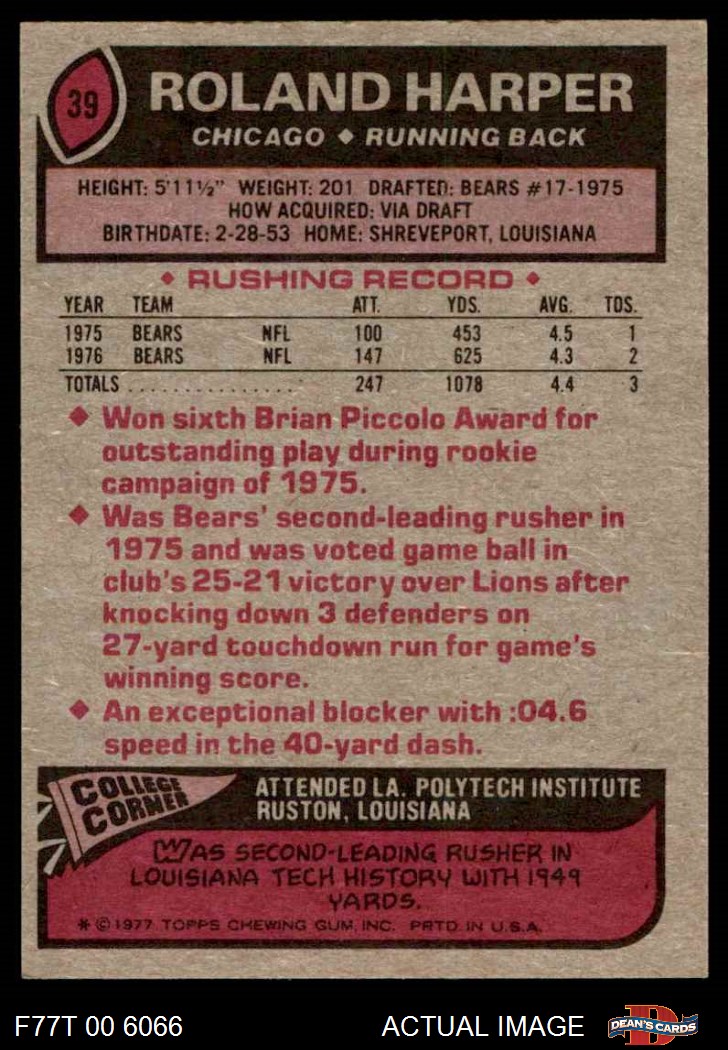 39
ROLAND HARPER
CHICAGO ◆ RUNNING BACK
HEIGHT: 5'11½" WEIGHT: 201 DRAFTED: BEARS #17-1975
HOW ACQUIRED: VIA DRAFT
BIRTHDATE: 2-28-53 HOME: SHREVEPORT, LOUISIANA
◆ RUSHING RECORD ◆
YEAR TEAM ATT. YDS. AVG. TDS.
1975 BEARS NFL 100 453 4.5 1
1976 BEARS NFL 147 625 4.3 2
TOTALS . . . . . . . . . . . . . . . . 247 1078 4.4 3
◆ Won sixth Brian Piccolo Award for
outstanding play during rookie
campaign of 1975.
◆ Was Bears' second-leading rusher in
1975 and was voted game ball in
club's 25-21 victory over Lions after
knocking down 3 defenders on
27-yard touchdown run for game's
winning score.
◆ An exceptional blocker with :04.6
speed in the 40-yard dash.
COLLEGE
CORNER
ATTENDED LA. POLYTECH INSTITUTE
RUSTON, LOUISIANA
WAS SECOND-LEADING RUSHER IN
LOUISIANA TECH HISTORY WITH 1949
YARDS.
* © 1977 TOPPS CHEWING GUM, INC. PRTD. IN U.S.A.
F77T 00 6066
ACTUAL IMAGE
D
DEAN'S CARDS